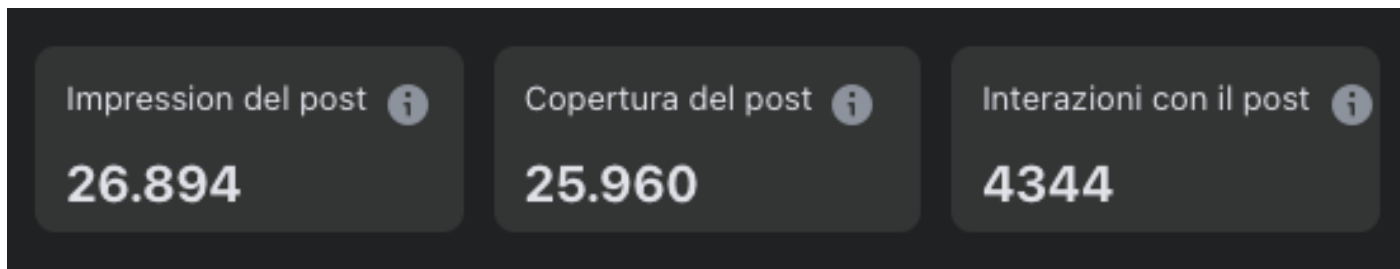 Impression del post
26.894
Copertura del post
25.960
Interazioni con il post
4344